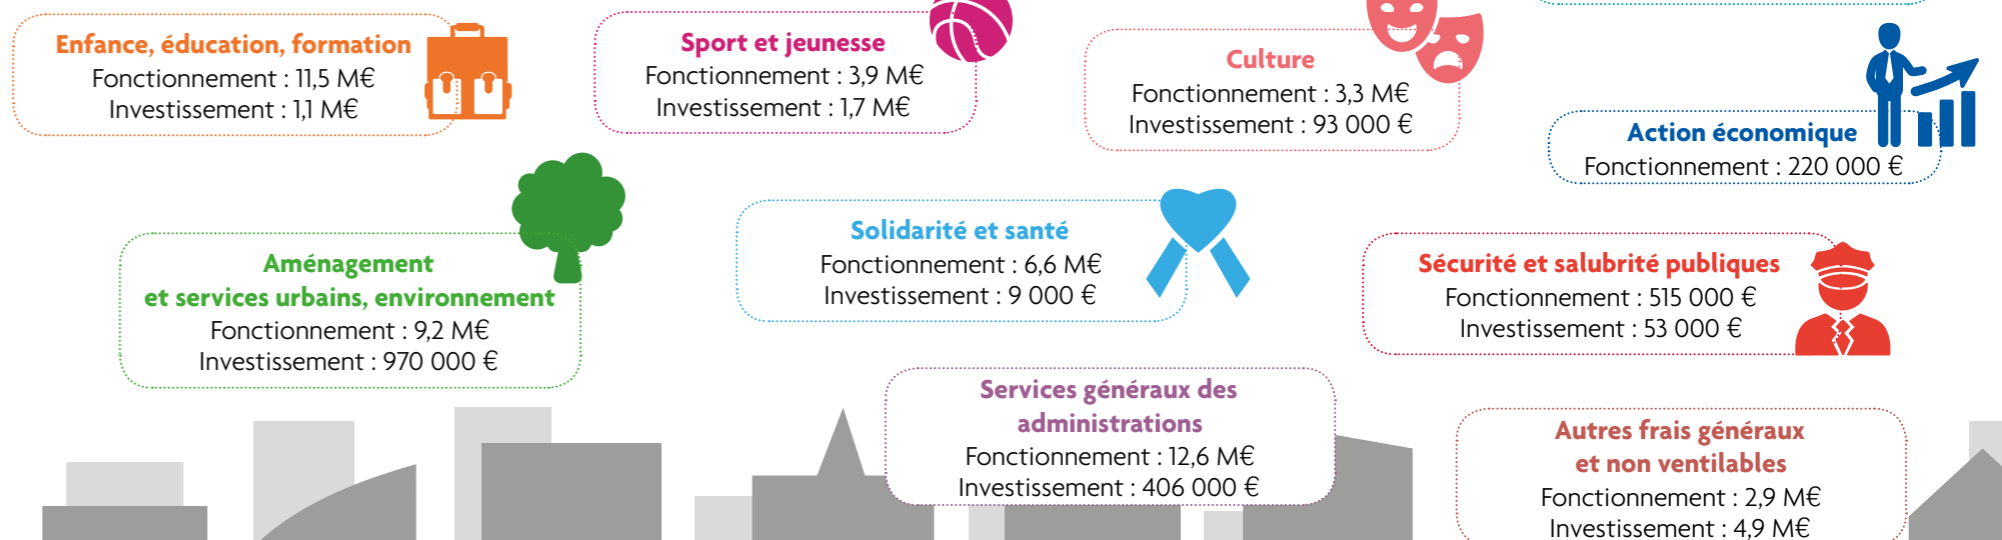 Enfance, éducation, formation
Fonctionnement : 11,5 M€
Investissement : 1,1 M€
Sport et jeunesse
Fonctionnement : 3,9 M€
Investissement : 1,7 M€
Culture
Fonctionnement : 3,3 M€
Investissement : 93 000 €
Action économique
Fonctionnement : 220 000 €
Aménagement
et services urbains, environnement
Fonctionnement : 9,2 M€
Investissement : 970 000 €
Solidarité et santé
Fonctionnement : 6,6 M€
Investissement : 9 000 €
Sécurité et salubrité publiques
Fonctionnement : 515 000 €
Investissement : 53 000 €
Services généraux des
administrations
Fonctionnement : 12,6 M€
Investissement : 406 000 €
Autres frais généraux
et non ventilables
Fonctionnement : 2,9 M€
Investissement : 4,9 M€